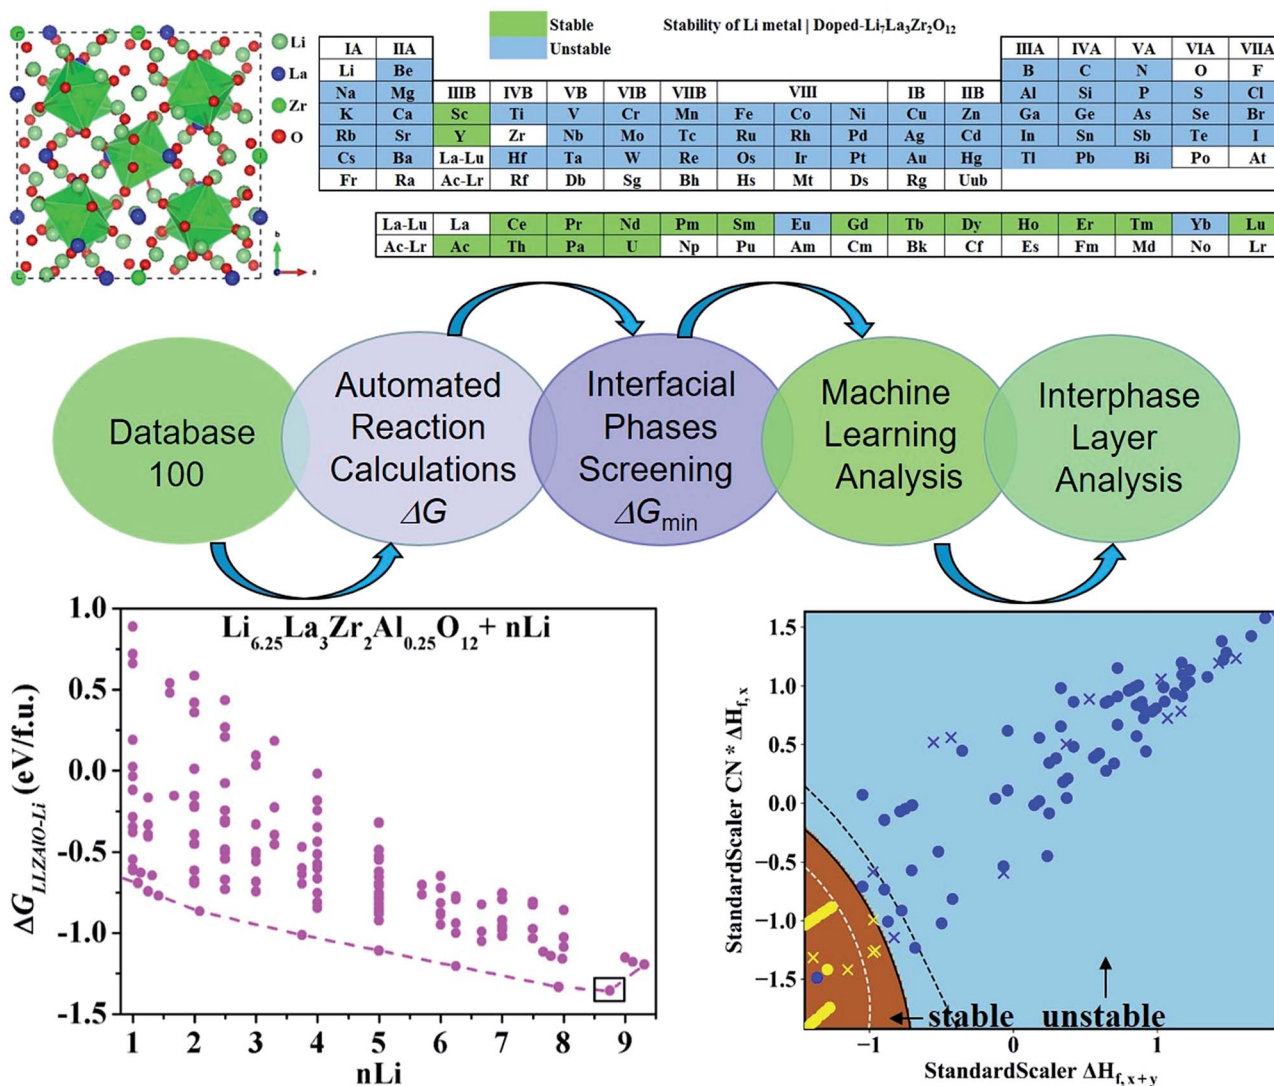 Stable
Unstable
Stability of Li metal | Doped-Li₇La₃Zr₂O₁₂
Li
La
Zr
O
b
a
IA IIA IIIA IVA VA VIA VIIA
Li Be B C N O F
Na Mg IIIB IVB VB VIB VIIB VIII IB IIB Al Si P S Cl
K Ca Sc Ti V Cr Mn Fe Co Ni Cu Zn Ga Ge As Se Br
Rb Sr Y Zr Nb Mo Tc Ru Rh Pd Ag Cd In Sn Sb Te I
Cs Ba La-Lu Hf Ta W Re Os Ir Pt Au Hg Tl Pb Bi Po At
Fr Ra Ac-Lr Rf Db Sg Bh Hs Mt Ds Rg Uub
La-Lu La Ce Pr Nd Pm Sm Eu Gd Tb Dy Ho Er Tm Yb Lu
Ac-Lr Ac Th Pa U Np Pu Am Cm Bk Cf Es Fm Md No Lr
Database
100
Automated
Reaction
Calculations
ΔG
Interfacial
Phases
Screening
ΔG_min
Machine
Learning
Analysis
Interphase
Layer
Analysis
Li₆.₂₅La₃Zr₂Al₀.₂₅O₁₂+ nLi
ΔG_LLZAlO-Li (eV/f.u.)
1.0
0.5
0.0
-0.5
-1.0
-1.5
1 2 3 4 5 6 7 8 9
nLi
StandardScaler CN * ΔH_f,x
1.5
1.0
0.5
0.0
−0.5
−1.0
−1.5
stable
unstable
−1 0 1
StandardScaler ΔH_f,x+y